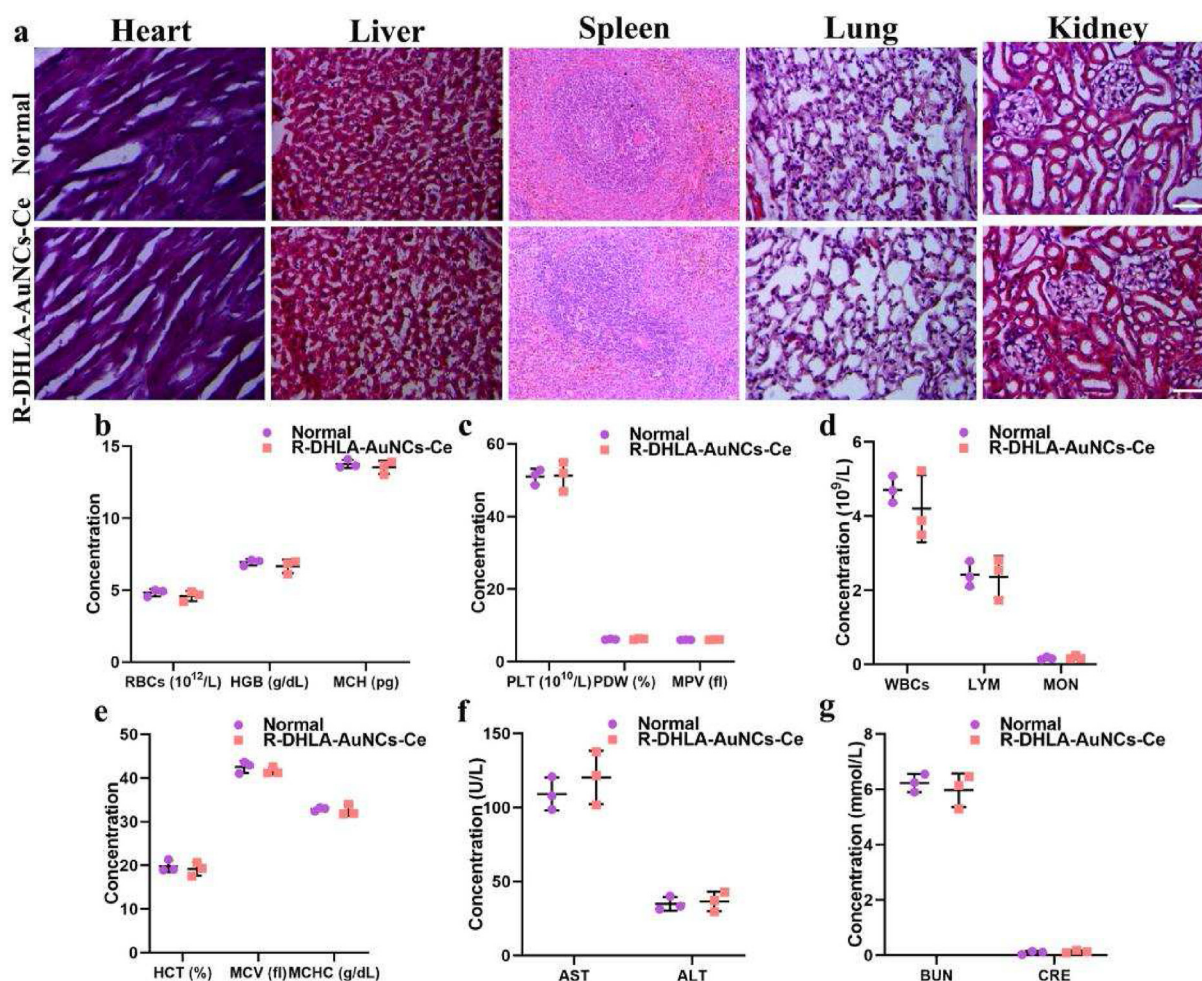 a Heart Liver Spleen Lung Kidney
Normal
R-DHLA-AuNCs-Ce
b
Normal
R-DHLA-AuNCs-Ce
Concentration
15
10
5
0
RBCs (10¹²/L) HGB (g/dL) MCH (pg)
c
Normal
R-DHLA-AuNCs-Ce
Concentration
60
40
20
0
PLT (10¹⁰/L) PDW (%) MPV (fl)
d
Normal
R-DHLA-AuNCs-Ce
Concentration (10⁹/L)
6
4
2
0
WBCs LYM MON
e
Normal
R-DHLA-AuNCs-Ce
Concentration
50
40
30
20
10
0
HCT (%) MCV (fl) MCHC (g/dL)
f
Normal
R-DHLA-AuNCs-Ce
Concentration (U/L)
150
100
50
0
AST ALT
g
Normal
R-DHLA-AuNCs-Ce
Concentration (mmol/L)
8
6
4
2
0
BUN CRE